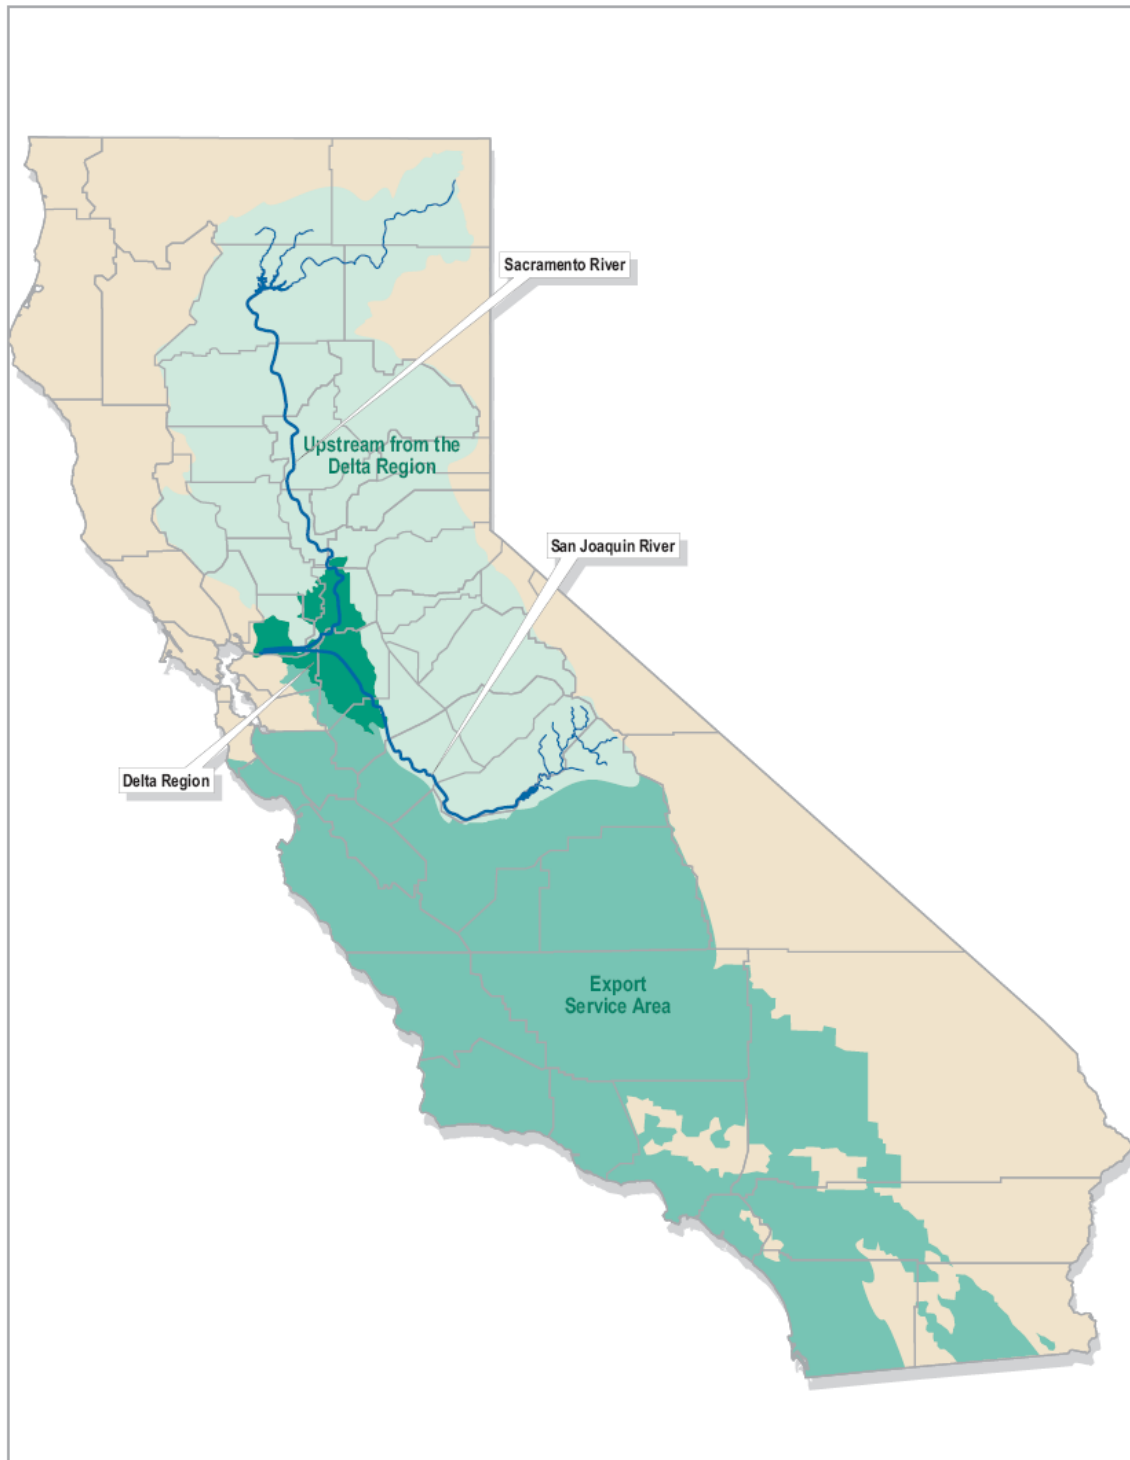 Sacramento River
Upstream from the
Delta Region
San Joaquin River
Delta Region
Export
Service Area